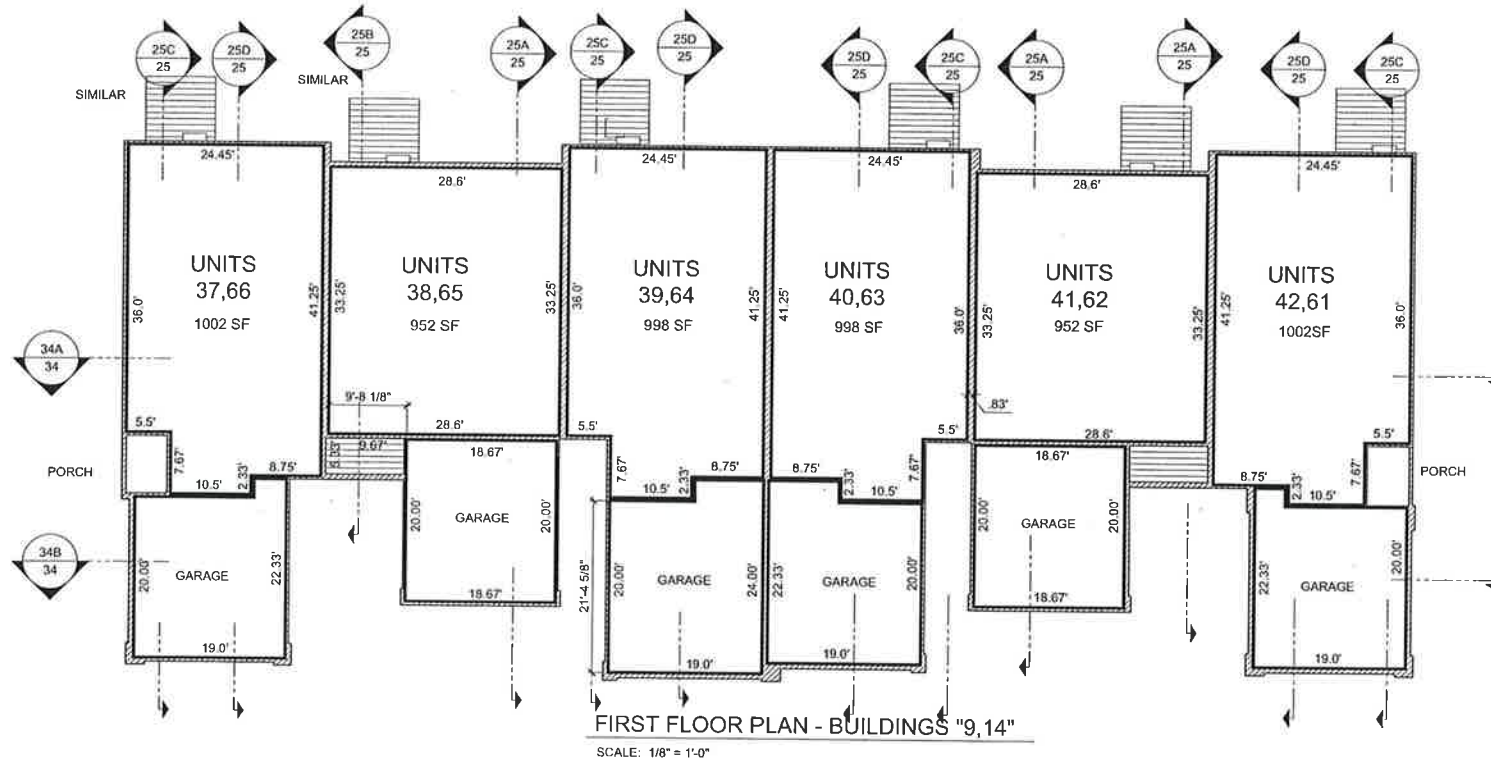 25C
25
25D
25
25B
25
25A
25
25C
25
25D
25
25D
25
25C
25
25A
25
25A
25
25D
25
25C
25
SIMILAR
SIMILAR
24.45'
28.6'
24.45'
24.45'
28.6'
24.45'
UNITS
37,66
1002 SF
36.0'
41.25'
UNITS
38,65
952 SF
33.25'
33.25'
UNITS
39,64
998 SF
36.0'
41.25'
UNITS
40,63
998 SF
41.25'
36.0'
UNITS
41,62
952 SF
33.25'
33.25'
UNITS
42,61
1002SF
41.25'
36.0'
34A
34
9'-8 1/8"
.83'
5.5'
28.6'
5.5'
5.5'
28.6'
5.5'
PORCH
7.67'
10.5'
2.33'
8.75'
5.33'
9.67'
18.67'
7.67'
10.5'
2.33'
8.75'
8.75'
2.33'
10.5'
7.67'
18.67'
8.75'
2.33'
10.5'
7.67'
PORCH
34B
34
20.00'
GARAGE
22.33'
19.0'
20.00'
GARAGE
20.00'
18.67'
21'-4 5/8"
20.00'
GARAGE
24.00'
19.0'
22.33'
GARAGE
20.00'
19.0'
20.00'
GARAGE
20.00'
18.67'
22.33'
GARAGE
20.00'
19.0'
FIRST FLOOR PLAN - BUILDINGS "9,14"
SCALE: 1/8" = 1'-0"